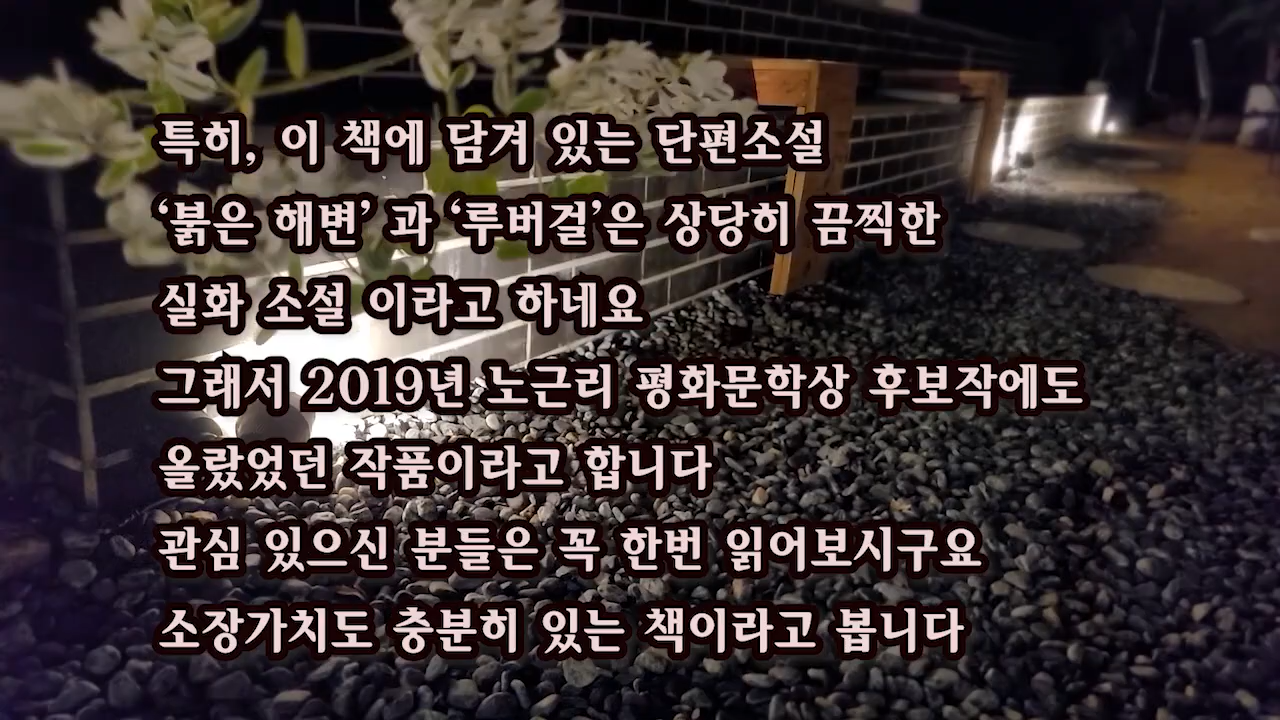 특히, 이 책에 담겨 있는 단편소설
‘붉은 해변’ 과 ‘루버걸’은 상당히 끔찍한
실화 소설 이라고 하네요
그래서 2019년 노근리 평화문학상 후보작에도
올랐었던 작품이라고 합니다
관심 있으신 분들은 꼭 한번 읽어보시구요
소장가치도 충분히 있는 책이라고 봅니다